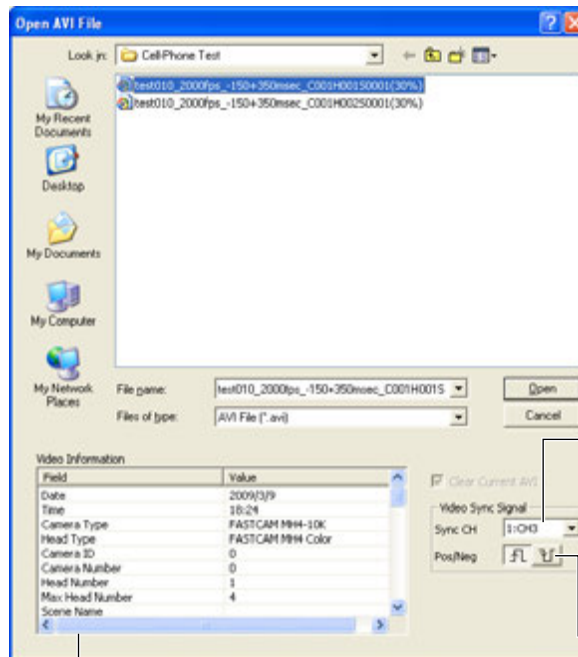 Open AVI File
Look in: Cell-Phone Test
test010_2000fps_-150+350msec_C001H001S0001(30%)
test010_2000fps_-150+350msec_C001H002S0001(30%)
My Recent Documents
Desktop
My Documents
My Computer
My Network Places
File name: test010_2000fps_-150+350msec_C001H001S
Open
Files of type: AVI File (*.avi)
Cancel
Video Information
Field Value
Date 2009/3/9
Time 18:24
Camera Type FASTCAM MH4-10K
Head Type FASTCAM MH4 Color
Camera ID 0
Camera Number 0
Head Number 1
Max Head Number 4
Scene Name
Clear Current AVI
Video Sync Signal
Sync CH 1:CH3
Pos/Neg